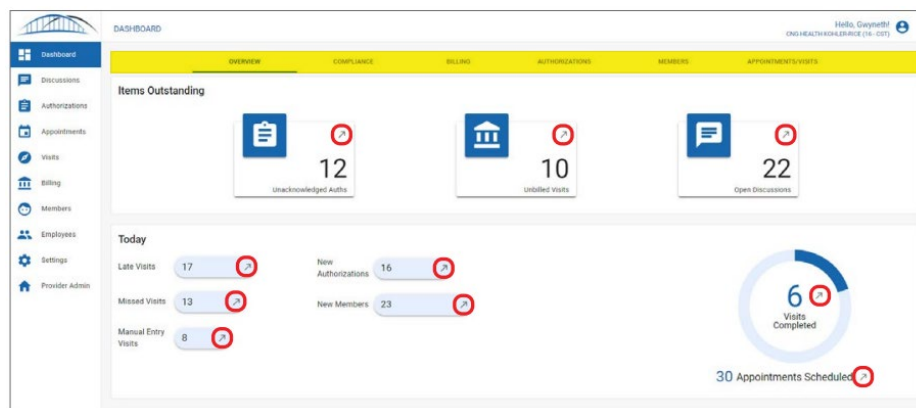 DASHBOARD
Hello, Gwyneth!
CNG HEALTH KOHLER-RICE (16 - CST)
Dashboard
Discussions
Authorizations
Appointments
Visits
Billing
Members
Employees
Settings
Provider Admin
OVERVIEW COMPLIANCE BILLING AUTHORIZATIONS MEMBERS APPOINTMENTS/VISITS
Items Outstanding
12
Unacknowledged Auths
10
Unbilled Visits
22
Open Discussions
Today
Late Visits 17
Missed Visits 13
Manual Entry
Visits 8
New
Authorizations 16
New Members 23
6
Visits
Completed
30 Appointments Scheduled